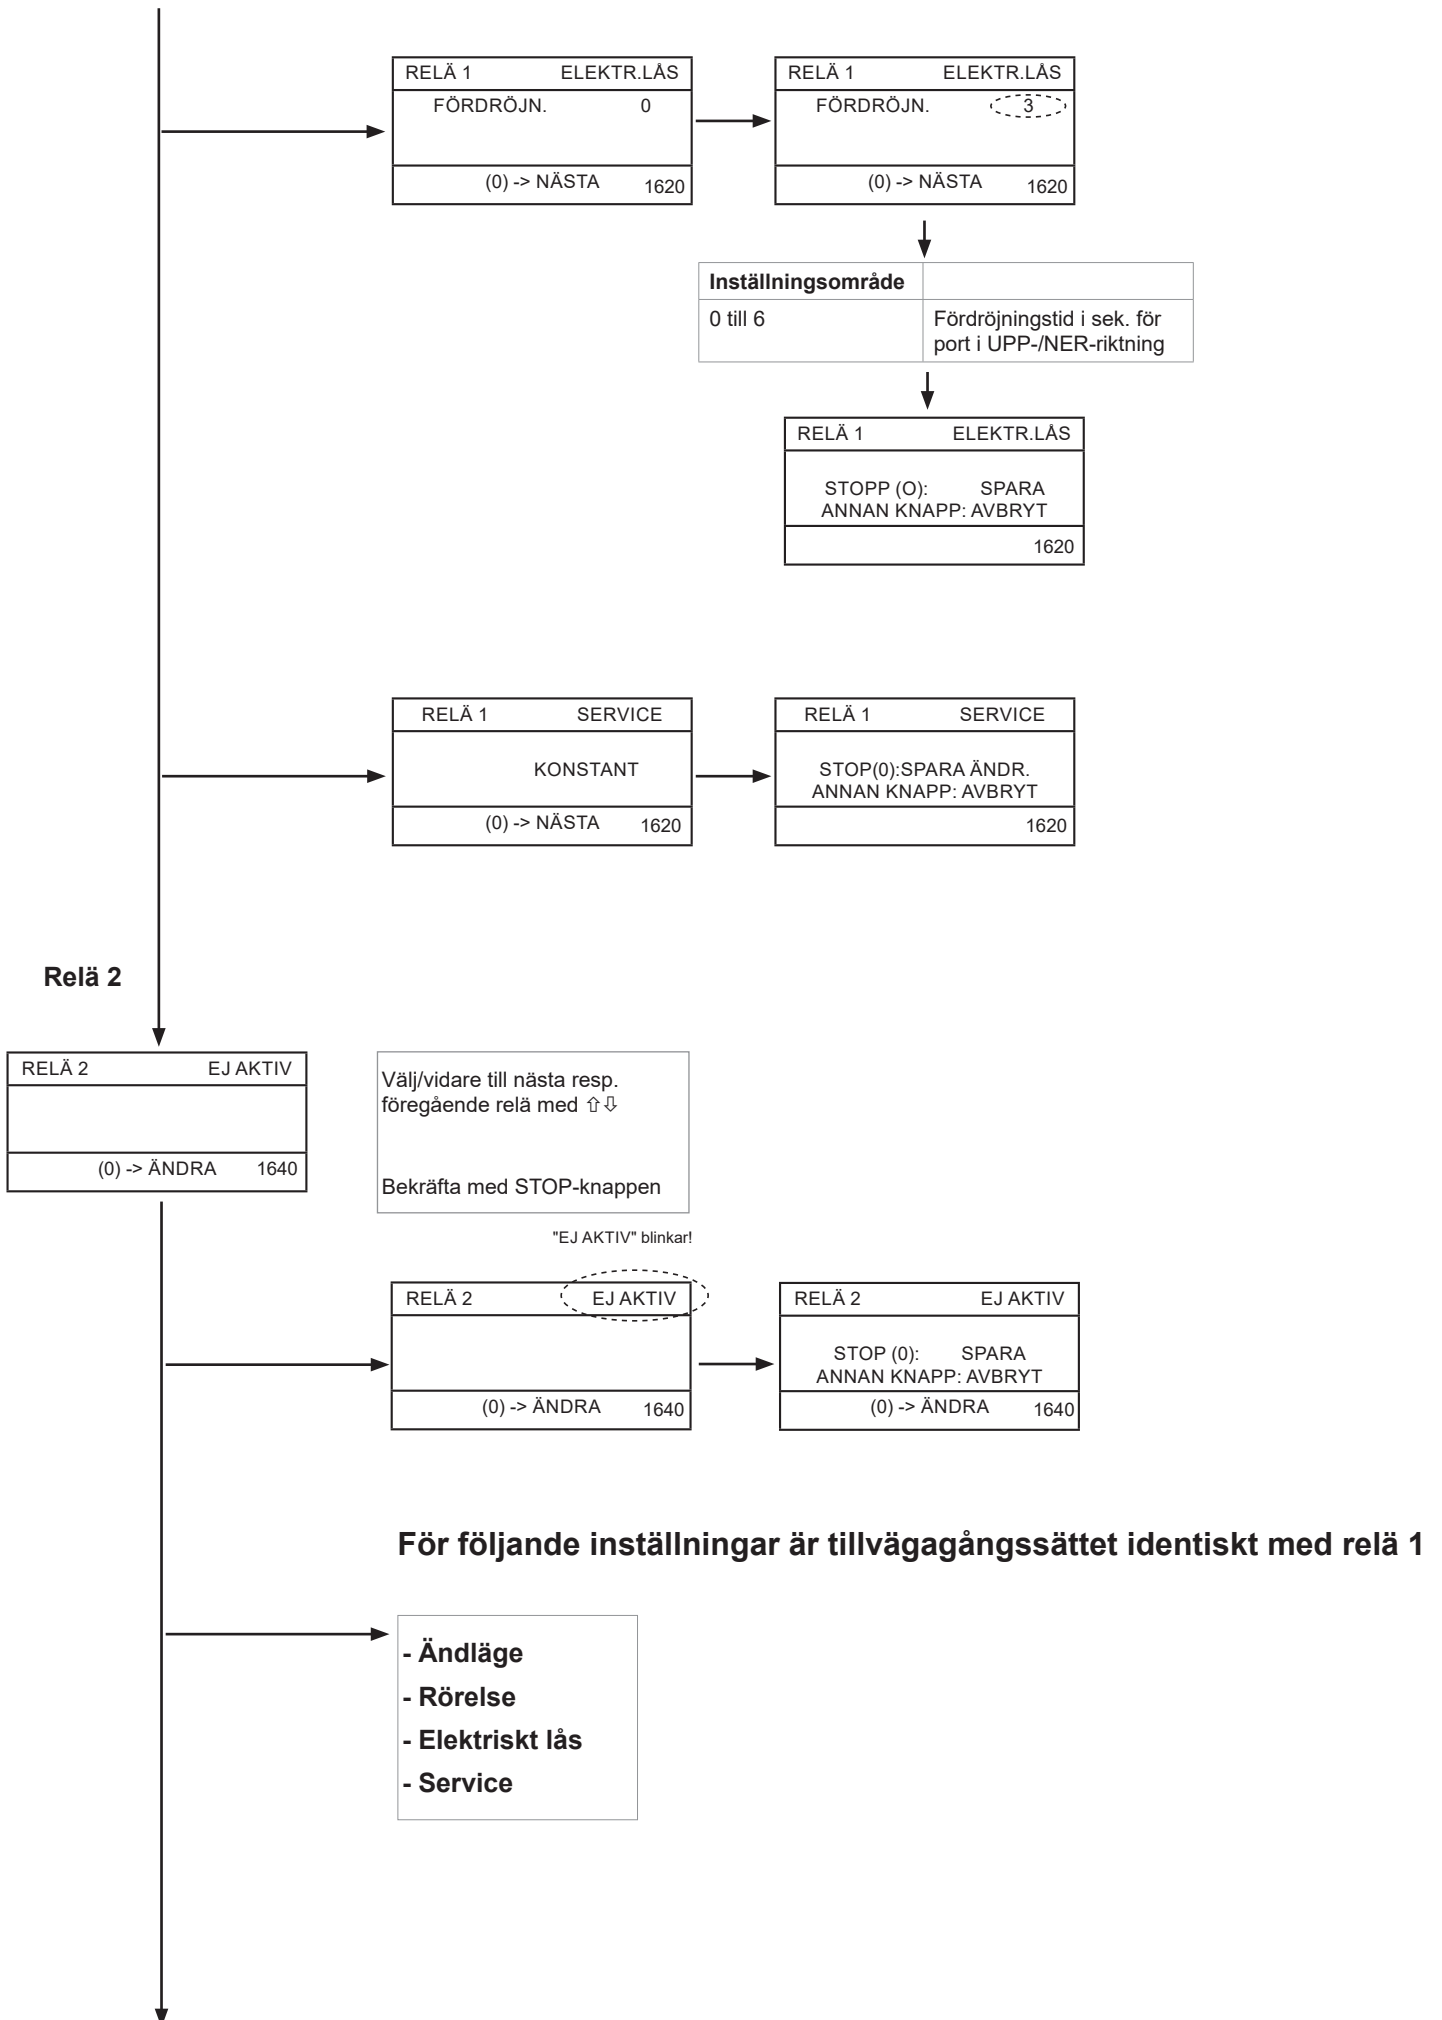 RELÄ 1 ELEKTR.LÅS
FÖRDRÖJN. 0
(0) -> NÄSTA 1620
RELÄ 1 ELEKTR.LÅS
FÖRDRÖJN. 3
(0) -> NÄSTA 1620
Inställningsområde
0 till 6 Fördröjningstid i sek. för
port i UPP-/NER-riktning
RELÄ 1 ELEKTR.LÅS
STOPP (O): SPARA
ANNAN KNAPP: AVBRYT
1620
RELÄ 1 SERVICE
KONSTANT
(0) -> NÄSTA 1620
RELÄ 1 SERVICE
STOP(0):SPARA ÄNDR.
ANNAN KNAPP: AVBRYT
1620
Relä 2
RELÄ 2 EJ AKTIV
(0) -> ÄNDRA 1640
Välj/vidare till nästa resp.
föregående relä med ⇧⇩
Bekräfta med STOP-knappen
"EJ AKTIV" blinkar!
RELÄ 2 EJ AKTIV
(0) -> ÄNDRA 1640
RELÄ 2 EJ AKTIV
STOP (0): SPARA
ANNAN KNAPP: AVBRYT
(0) -> ÄNDRA 1640
För följande inställningar är tillvägagångssättet identiskt med relä 1
- Ändläge
- Rörelse
- Elektriskt lås
- Service